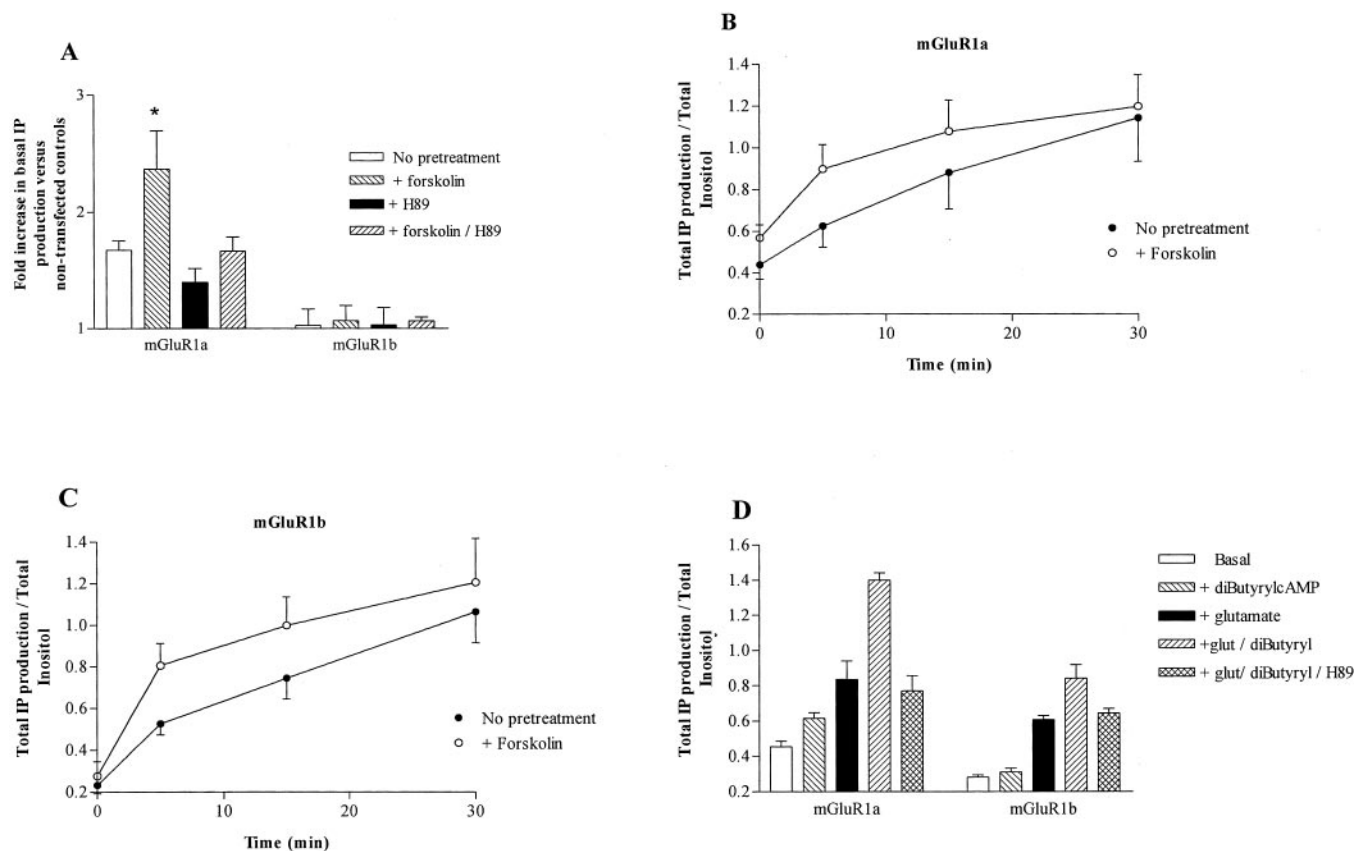 A
Fold increase in basal IP
production versus
non-transfected controls
3
2
1
*
No pretreatment
+ forskolin
+ H89
+ forskolin / H89
mGluR1a
mGluR1b
B
mGluR1a
Total IP production / Total
Inositol
1.4
1.2
1.0
0.8
0.6
0.4
0.2
No pretreatment
+ Forskolin
0
10
20
30
Time (min)
C
mGluR1b
Total IP production / Total
Inositol
1.4
1.2
1.0
0.8
0.6
0.4
0.2
No pretreatment
+ Forskolin
0
10
20
30
Time (min)
D
Total IP production / Total
Inositol
1.6
1.4
1.2
1.0
0.8
0.6
0.4
0.2
Basal
+ diButyrylcAMP
+ glutamate
+glut / diButyryl
+ glut/ diButyryl / H89
mGluR1a
mGluR1b